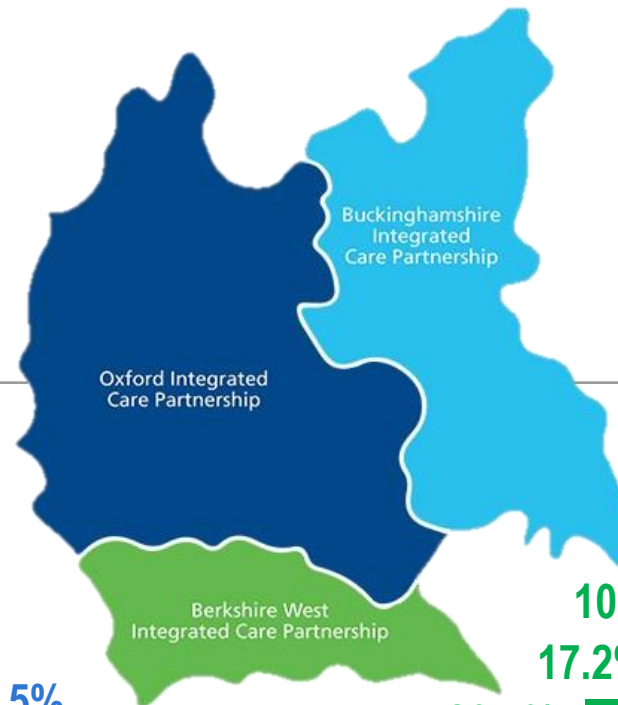 Buckinghamshire
Integrated
Care Partnership
Oxford Integrated
Care Partnership
Berkshire West
Integrated Care Partnership
10
17.2%
5%